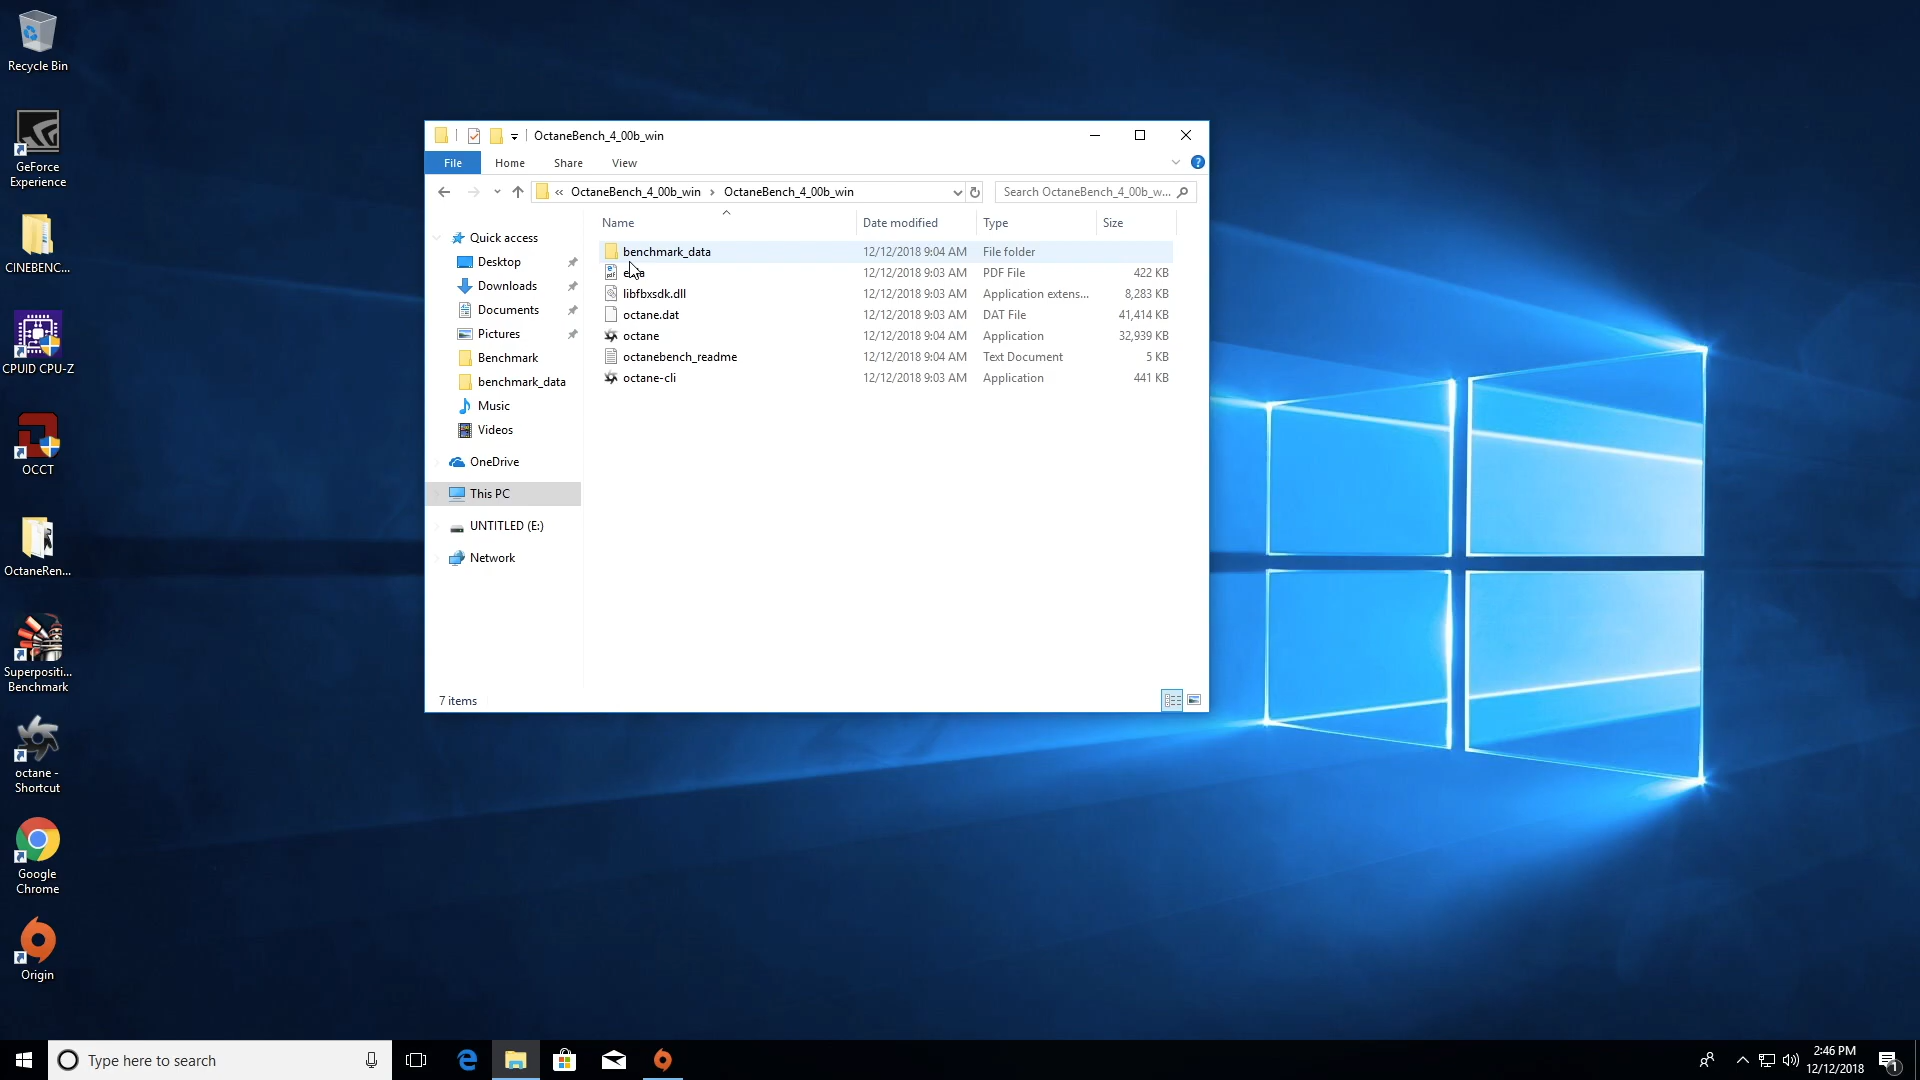 Recycle Bin
GeForce
Experience
CINEBENC...
CPUID CPU-Z
OCCT
OctaneRen...
Superpositi...
Benchmark
octane -
Shortcut
Google
Chrome
Origin
OctaneBench_4_00b_win
File Home Share View
« OctaneBench_4_00b_win › OctaneBench_4_00b_win
Search OctaneBench_4_00b_w...
Quick access
Desktop
Downloads
Documents
Pictures
Benchmark
benchmark_data
Music
Videos
OneDrive
This PC
UNTITLED (E:)
Network
Name Date modified Type Size
benchmark_data 12/12/2018 9:04 AM File folder
12/12/2018 9:03 AM PDF File 422 KB
libfbxsdk.dll 12/12/2018 9:03 AM Application extens... 8,283 KB
octane.dat 12/12/2018 9:03 AM DAT File 41,414 KB
octane 12/12/2018 9:04 AM Application 32,939 KB
octanebench_readme 12/12/2018 9:04 AM Text Document 5 KB
octane-cli 12/12/2018 9:03 AM Application 441 KB
7 items
Type here to search
2:46 PM
12/12/2018
1